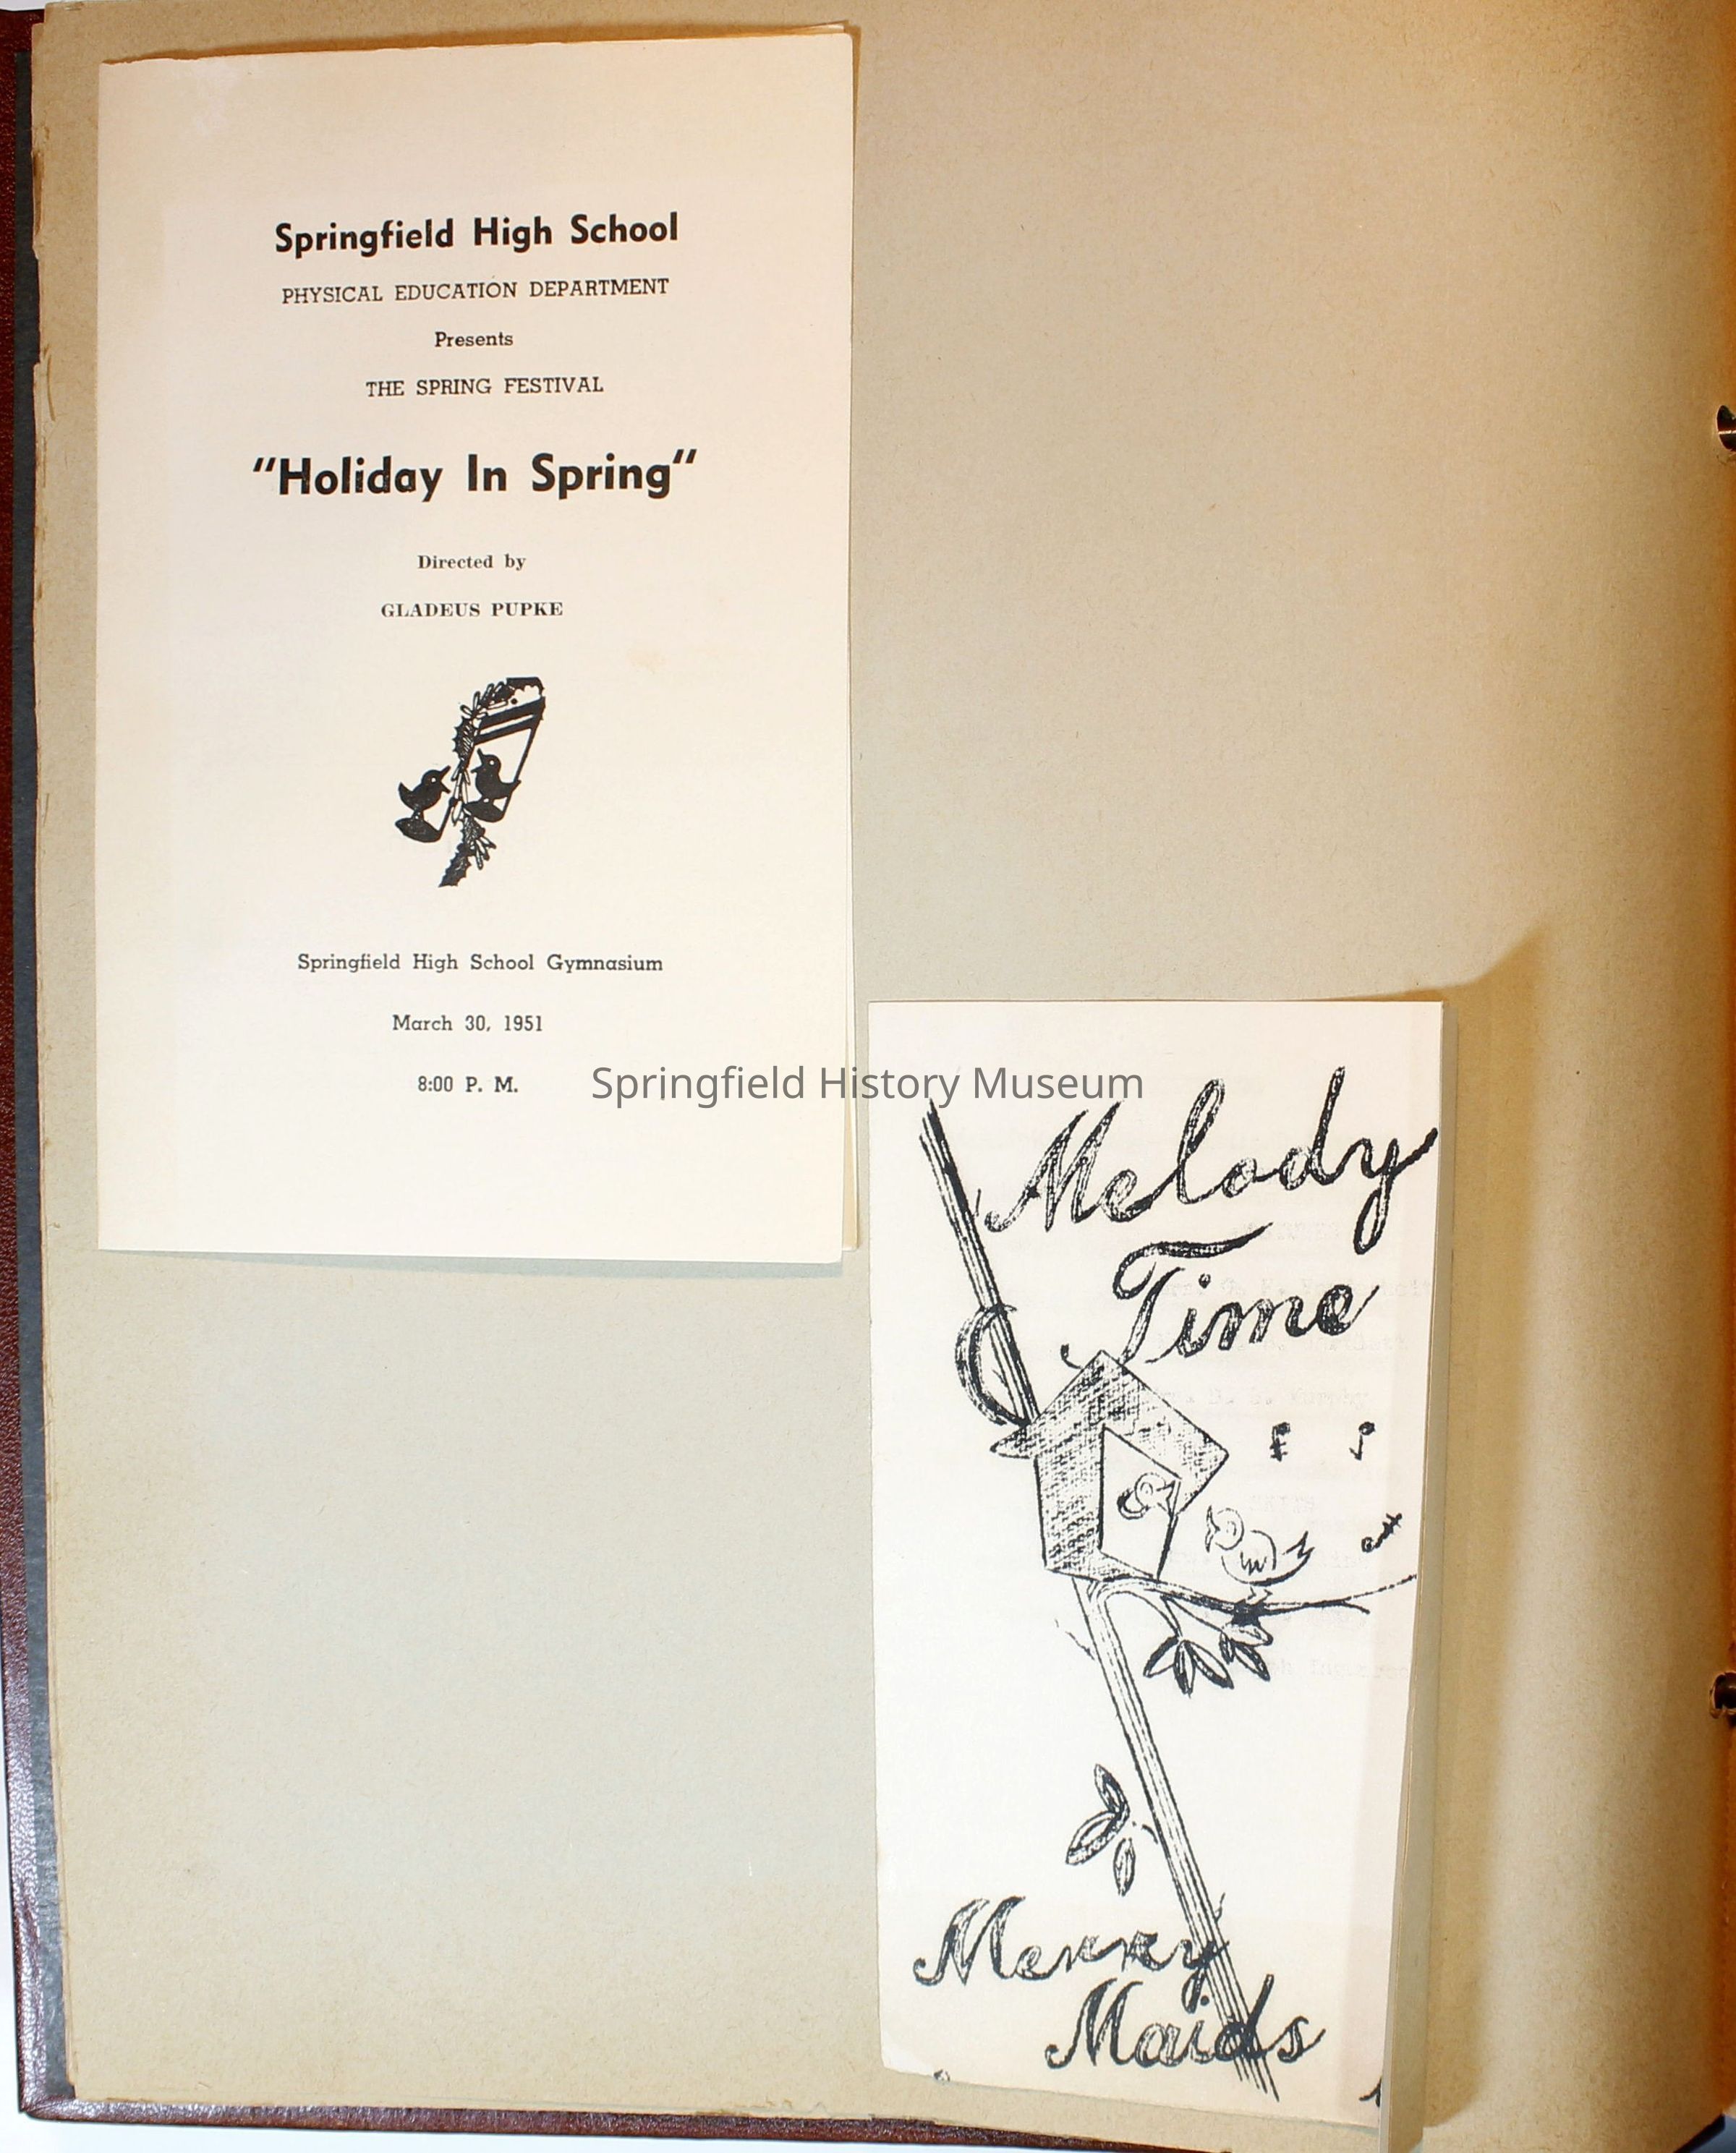 Springfield High School
PHYSICAL EDUCATION DEPARTMENT
Presents
THE SPRING FESTIVAL
"Holiday In Spring"
Directed by
GLADEUS PUPKE
Springfield High School Gymnasium
March 30, 1951
8:00 P. M.
Springfield History Museum
Melody
Time
Merry
Maids